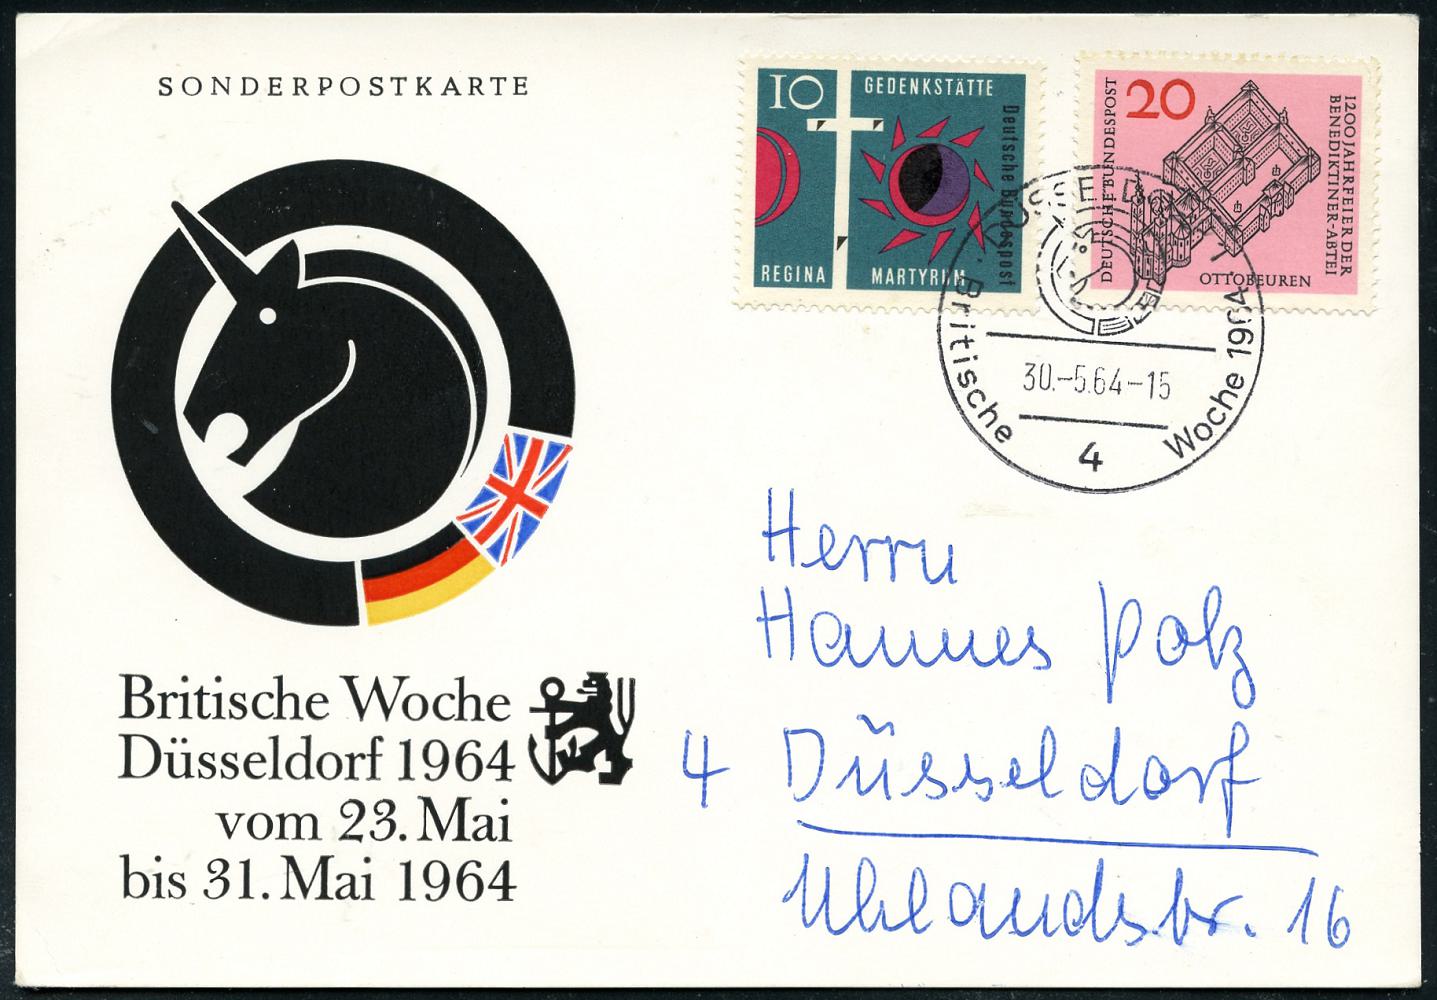 SONDERPOSTKARTE
10
GEDENKSTÄTTE
Deutsche Bundespost
REGINA MARTYRUM
20
DEUTSCHE BUNDESPOST
1200 JAHRFEIER DER
BENEDIKTINER-ABTEI
OTTOBEUREN
Britische Woche 1964
30.-5.64-15
4
Herrn
Hannes Polz
4 Düsseldorf
Uhlandstr. 16
Britische Woche
Düsseldorf 1964
vom 23. Mai
bis 31. Mai 1964